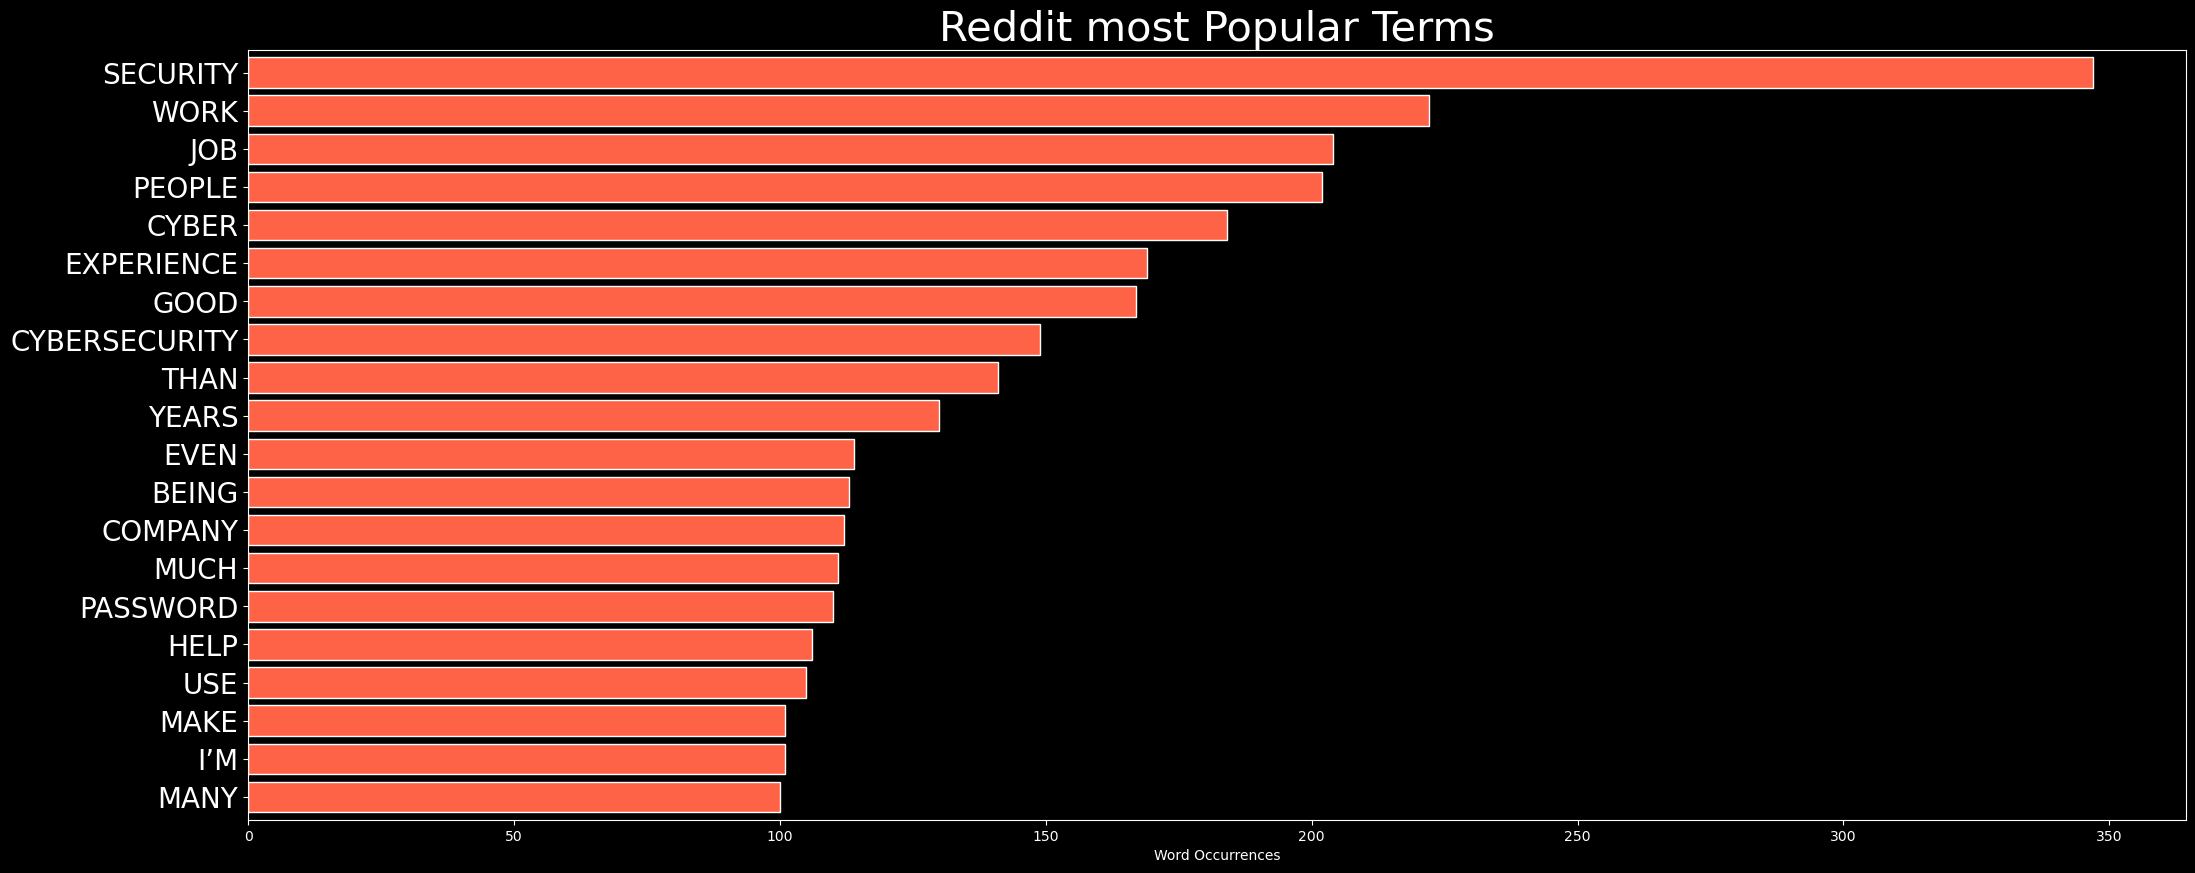 Reddit most Popular Terms
SECURITY
WORK
JOB
PEOPLE
CYBER
EXPERIENCE
GOOD
CYBERSECURITY
THAN
YEARS
EVEN
BEING
COMPANY
MUCH
PASSWORD
HELP
USE
MAKE
I’M
MANY
0 50 100 150 200 250 300 350
Word Occurrences